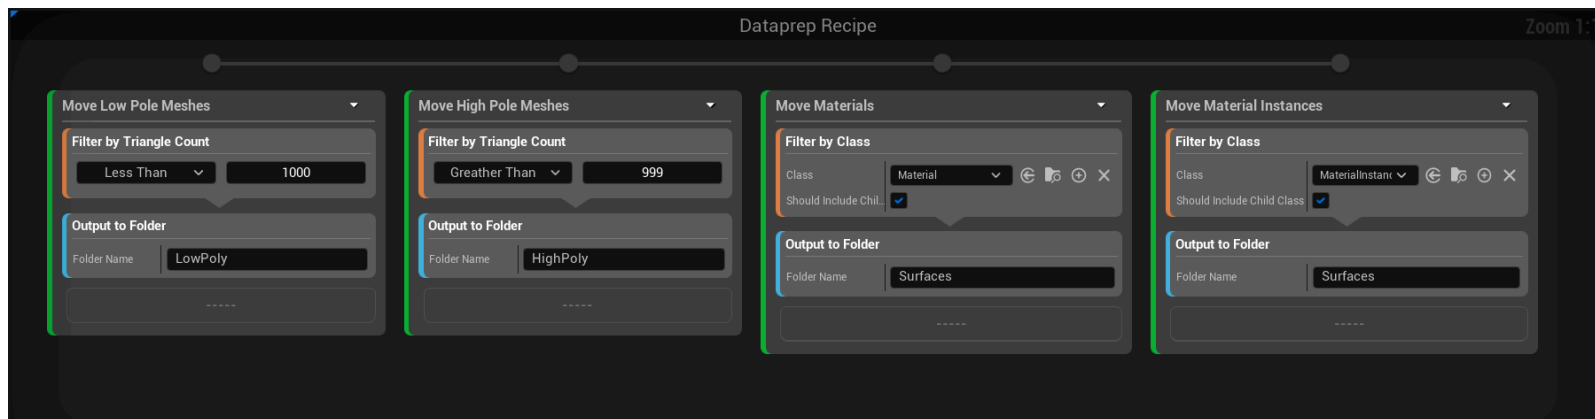 Dataprep Recipe
Zoom 1:
Move Low Pole Meshes
Filter by Triangle Count
Less Than
1000
Output to Folder
Folder Name
LowPoly
-----
Move High Pole Meshes
Filter by Triangle Count
Greather Than
999
Output to Folder
Folder Name
HighPoly
-----
Move Materials
Filter by Class
Class
Material
Should Include Chil...
Output to Folder
Folder Name
Surfaces
-----
Move Material Instances
Filter by Class
Class
MaterialInstanc
Should Include Child Class
Output to Folder
Folder Name
Surfaces
-----